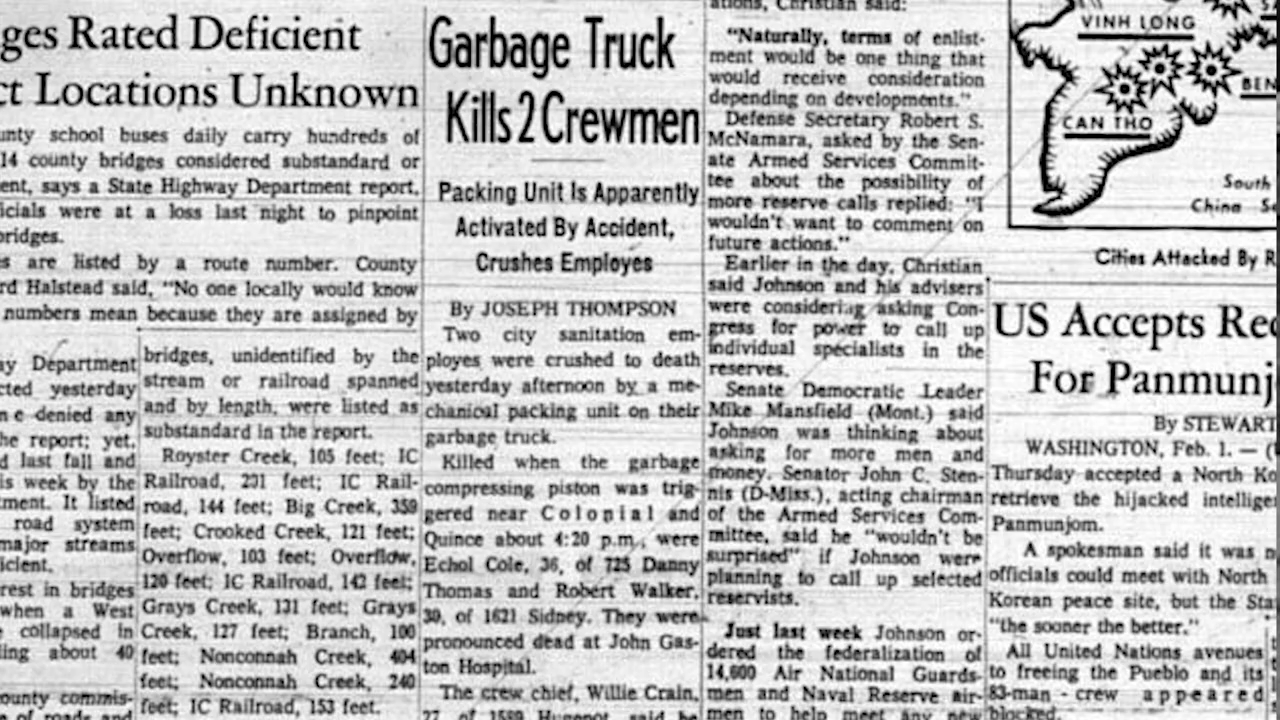 ges Rated Deficient
ct Locations Unknown
unty school buses daily carry hundreds of
14 county bridges considered substandard or
ent, says a State Highway Department report.
icials were at a loss last night to pinpoint
bridges.
s are listed by a route number. County
rd Halstead said, "No one locally would know
numbers mean because they are assigned by
ay Department
cted yesterday
n e denied any
he report; yet,
d last fall and
is week by the
tment. It listed
road system
major streams
icient.
rest in bridges
when a West
collapsed in
ling about 40
ounty commis-
of roads and
bridges, unidentified by the
stream or railroad spanned
and by length, were listed as
substandard in the report.
Royster Creek, 105 feet; IC
Railroad, 231 feet; IC Rail-
road, 144 feet; Big Creek, 359
feet; Crooked Creek, 121 feet;
Overflow, 103 feet; Overflow,
120 feet; IC Railroad, 142 feet;
Grays Creek, 131 feet; Grays
Creek, 127 feet; Branch, 100
feet; Nonconnah Creek, 404
feet; Nonconnah Creek, 240
feet; IC Railroad, 153 feet.
Garbage Truck
Kills 2 Crewmen
Packing Unit Is Apparently
Activated By Accident,
Crushes Employes
By JOSEPH THOMPSON
Two city sanitation em-
ployes were crushed to death
yesterday afternoon by a me-
chanical packing unit on their
garbage truck.
Killed when the garbage
compressing piston was trig-
gered near Colonial and
Quince about 4:20 p.m., were
Echol Cole, 36, of 725 Danny
Thomas and Robert Walker,
30, of 1621 Sidney. They were
pronounced dead at John Gas-
ton Hospital.
The crew chief, Willie Crain,
27, of 1589 Huognot, said he
ations, Christian said:
"Naturally, terms of enlist-
ment would be one thing that
would receive consideration
depending on developments."
Defense Secretary Robert S.
McNamara, asked by the Sen-
ate Armed Services Commit-
tee about the possibility of
more reserve calls replied: "I
wouldn't want to comment on
future actions."
Earlier in the day, Christian
said Johnson and his advisers
were considering asking Con-
gress for power to call up
individual specialists in the
reserves.
Senate Democratic Leader
Mike Mansfield (Mont.) said
Johnson was thinking about
asking for more men and
money. Senator John C. Sten-
nis (D-Miss.), acting chairman
of the Armed Services Com-
mittee, said he "wouldn't be
surprised" if Johnson were
planning to call up selected
reservists.
Just last week Johnson or-
dered the federalization of
14,600 Air National Guards-
men and Naval Reserve air-
men to help meet any new
VINH LONG
BEN
CAN THO
South
China S
Cities Attacked By R
US Accepts Re
For Panmunj
By STEWART
WASHINGTON, Feb. 1. — (
Thursday accepted a North Ko
retrieve the hijacked intellige
Panmunjom.
A spokesman said it was n
officials could meet with North
Korean peace site, but the Sta
"the sooner the better."
All United Nations avenues
to freeing the Pueblo and its
83-man - crew appeared
blocked.